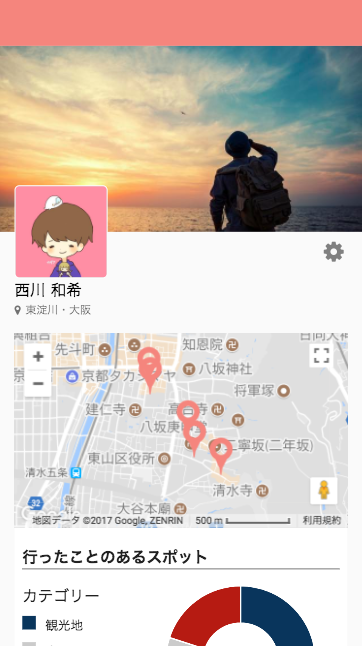 西川 和希
東淀川・大阪
先斗町
知恩院
京都タカシマヤ
八坂神社
将軍塚
建仁寺
高台寺
八坂庚申堂
二寧坂(二年坂)
東山区役所
清水五条
清水寺
32
大谷本廟
地図データ ©2017 Google, ZENRIN 500 m 利用規約
行ったことのあるスポット
カテゴリー
観光地